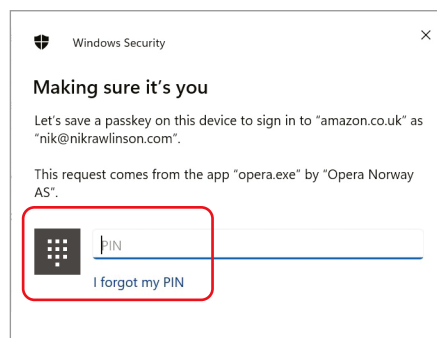 Windows Security
Making sure it's you
Let's save a passkey on this device to sign in to "amazon.co.uk" as
"nik@nikrawlinson.com".
This request comes from the app "opera.exe" by "Opera Norway
AS".
PIN
I forgot my PIN